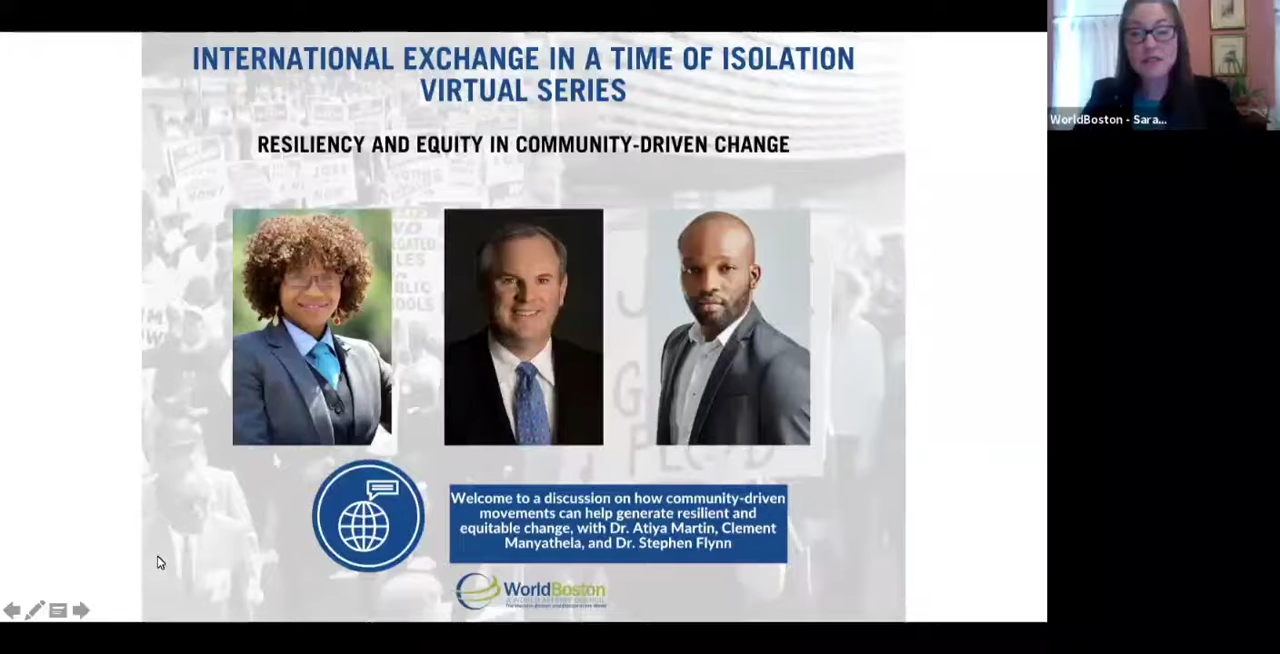 INTERNATIONAL EXCHANGE IN A TIME OF ISOLATION
VIRTUAL SERIES
RESILIENCY AND EQUITY IN COMMUNITY-DRIVEN CHANGE
WorldBoston - Sara...
Welcome to a discussion on how community-driven
movements can help generate resilient and
equitable change, with Dr. Atiya Martin, Clement
Manyathela, and Dr. Stephen Flynn
WorldBoston